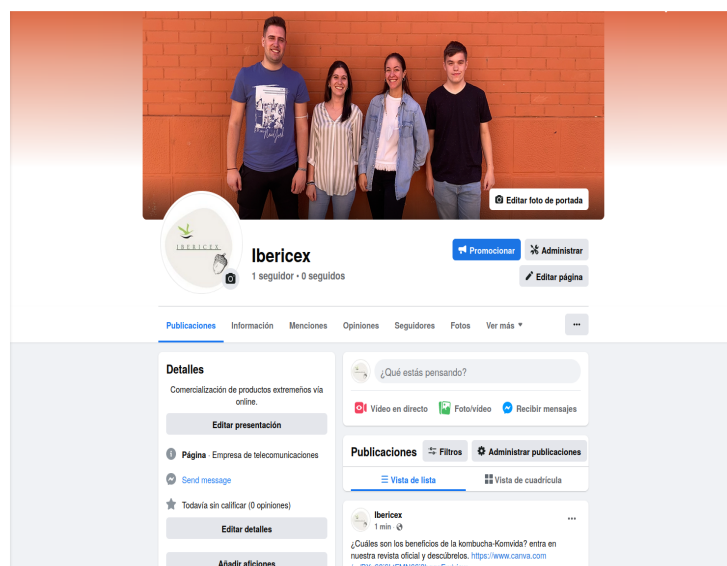 Editar foto de portada
IBERICEX
Ibericex
1 seguidor • 0 seguidos
Promocionar
Administrar
Editar página
Publicaciones Información Menciones Opiniones Seguidores Fotos Ver más
Detalles
Comercialización de productos extremeños vía
online.
Editar presentación
Página · Empresa de telecomunicaciones
Send message
Todavía sin calificar (0 opiniones)
Editar detalles
Añadir aficiones
¿Qué estás pensando?
Vídeo en directo Foto/vídeo Recibir mensajes
Publicaciones Filtros Administrar publicaciones
Vista de lista Vista de cuadrícula
Ibericex
1 min ·
¿Cuáles son los beneficios de la kombucha-Komvida? entra en
nuestra revista oficial y descúbrelos. https://www.canva.com